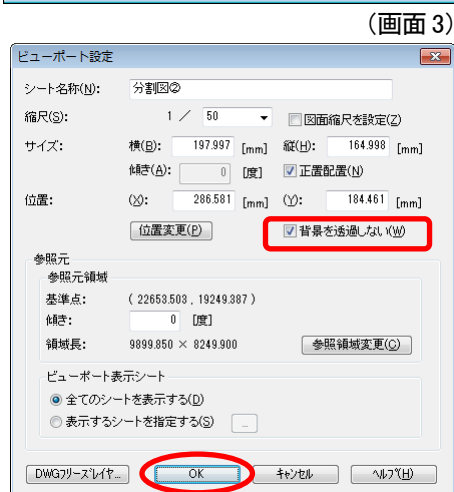 (画面3)
ビューポート設定
シート名称(N): 分割図②
縮尺(S): 1 / 50 図面縮尺を設定(Z)
サイズ: 横(B): 197.997 [mm] 縦(H): 164.998 [mm]
傾き(A): 0 [度] 正置配置(N)
位置: (X): 286.581 [mm] (Y): 184.461 [mm]
位置変更(P) 背景を透過しない(W)
参照元
参照元領域
基準点: ( 22653.503 , 19249.387 )
傾き: 0 [度]
領域長: 9899.850 × 8249.900 参照領域変更(C)
ビューポート表示シート
全てのシートを表示する(D)
表示するシートを指定する(S) ...
DWGフリーズレイヤ... OK キャンセル ヘルプ(H)